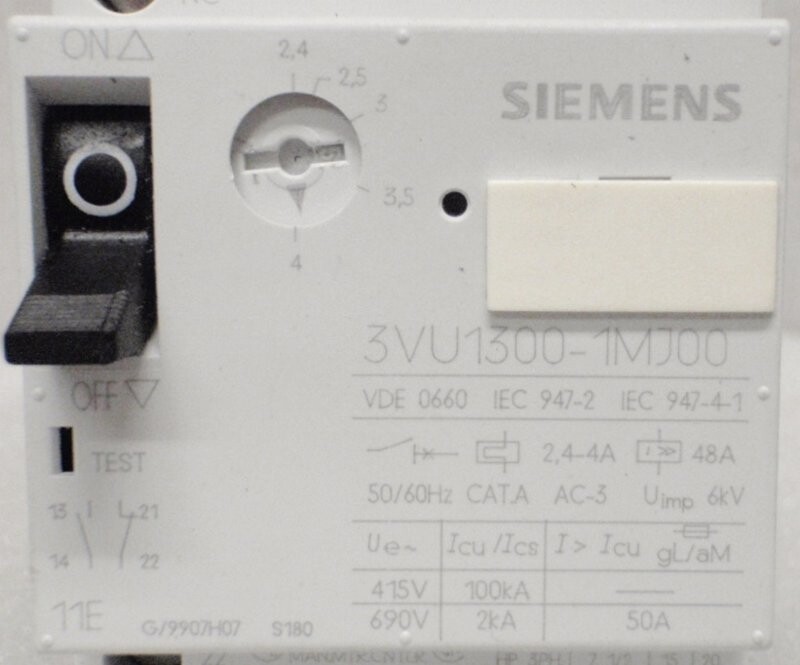 ON
2,4
2,5
3
3,5
4
SIEMENS
3VU1300-1MJ00
OFF
VDE 0660 IEC 947-2 IEC 947-4-1
TEST
2,4-4A I >> 48A
50/60Hz CAT.A AC-3 Uimp 6kV
13 21
Ue~ Icu/Ics I > Icu gL/aM
14 22
415V 100kA
690V 2kA 50A
11E
G/9907H07 S180